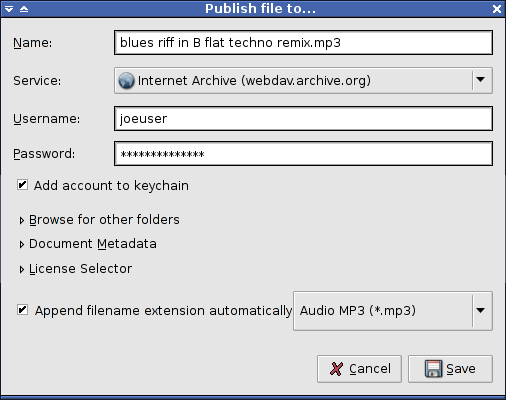 Publish file to...
Name: blues riff in B flat techno remix.mp3
Service: Internet Archive (webdav.archive.org)
Username: joeuser
Password: **************
Add account to keychain
Browse for other folders
Document Metadata
License Selector
Append filename extension automatically Audio MP3 (*.mp3)
Cancel Save